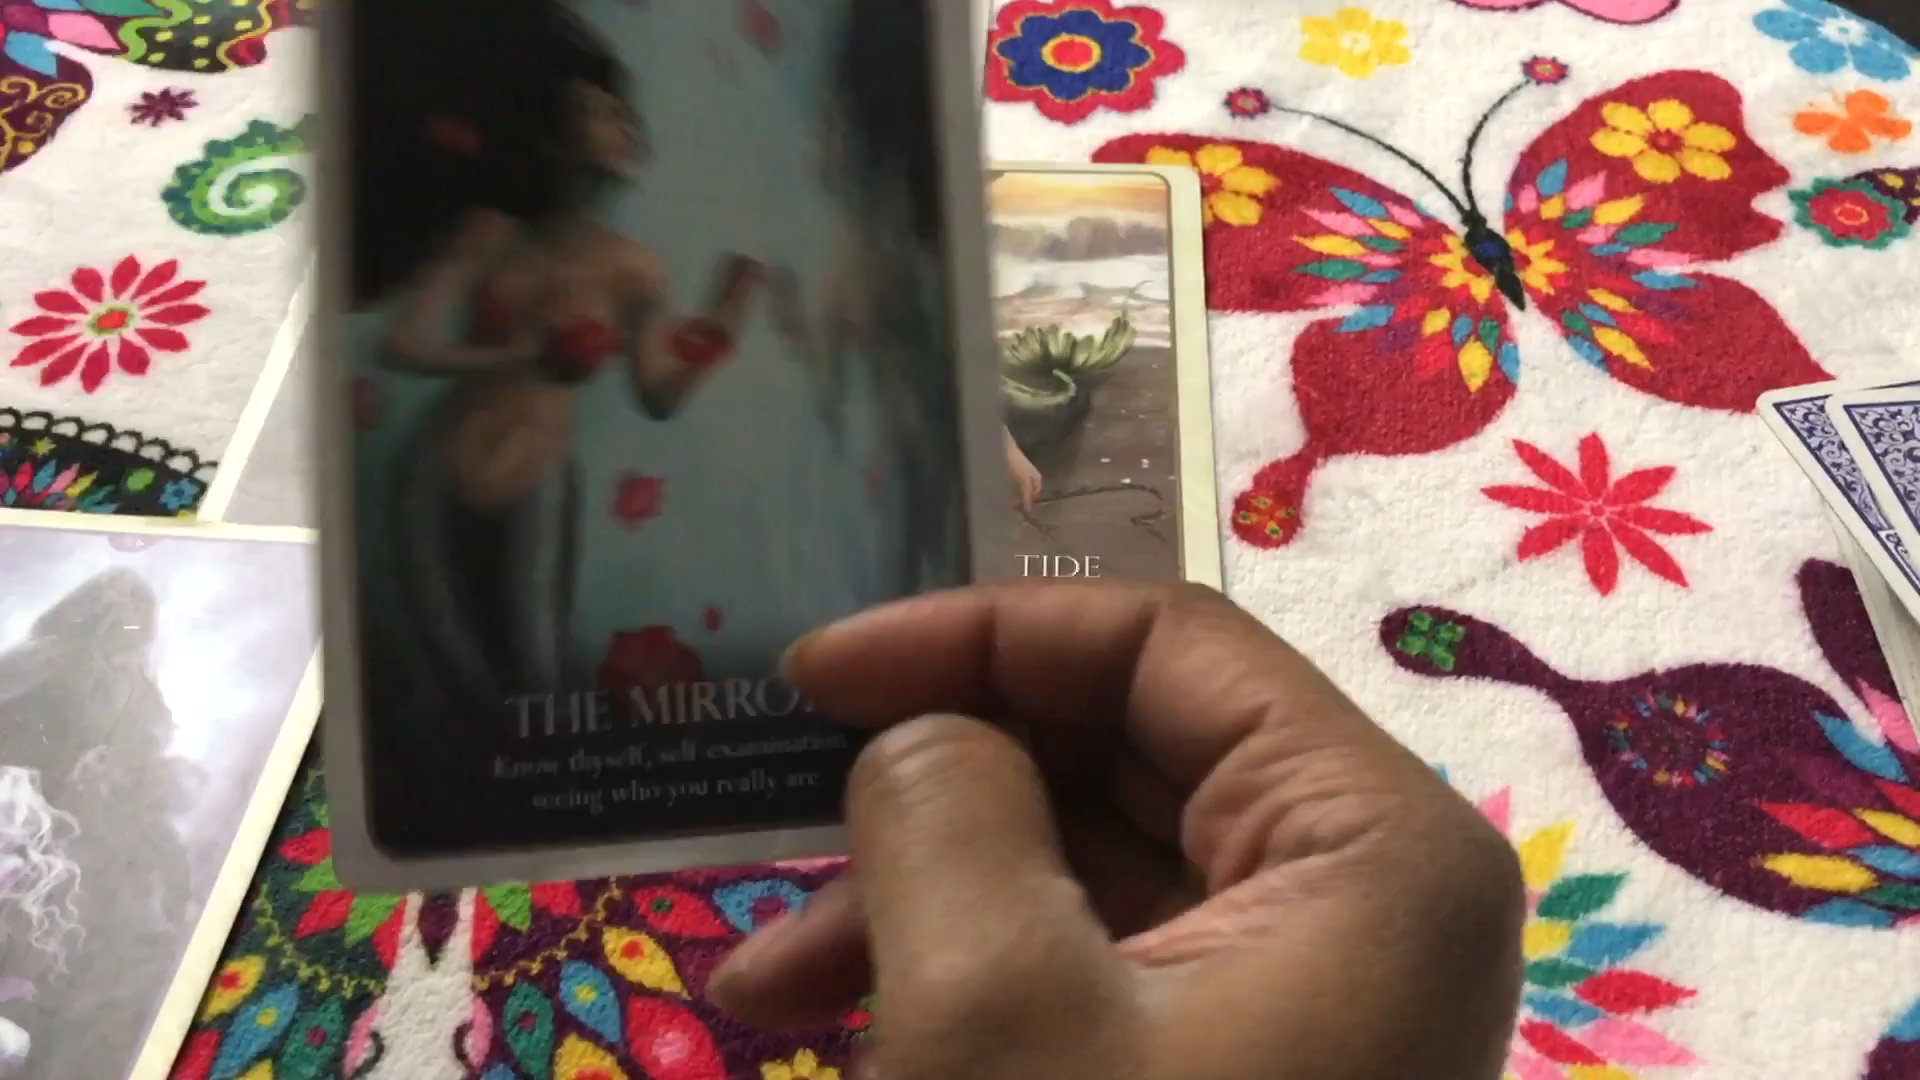 TIDE
THE MIRRO
Know thyself, self examination
seeing who you really are